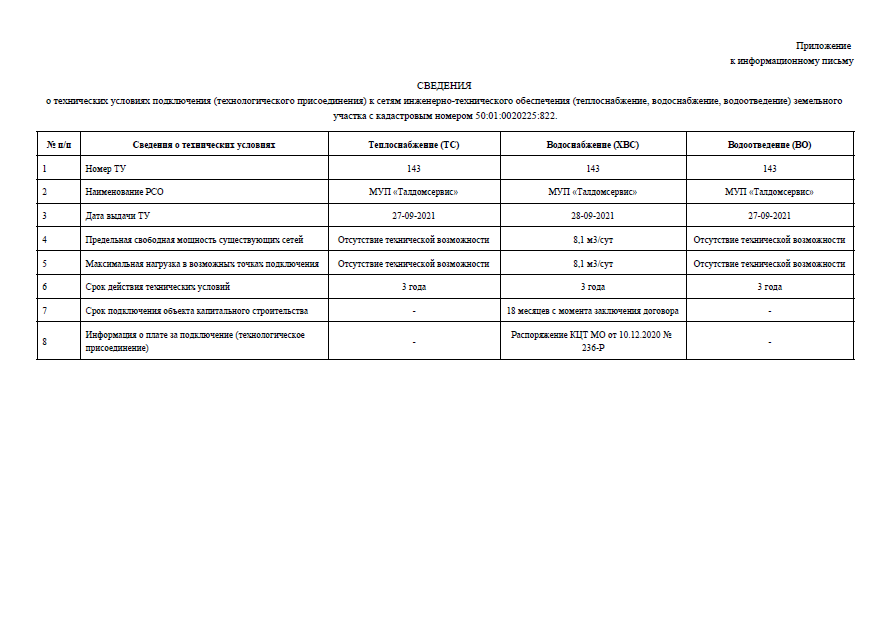 Приложение
к информационному письму
СВЕДЕНИЯ
о технических условиях подключения (технологического присоединения) к сетям инженерно-технического обеспечения (теплоснабжение, водоснабжение, водоотведение) земельного
участка с кадастровым номером 50:01:0020225:822.
№ п/п Сведения о технических условиях Теплоснабжение (ТС) Водоснабжение (ХВС) Водоотведение (ВО)
1 Номер ТУ 143 143 143
2 Наименование РСО МУП «Талдомсервис» МУП «Талдомсервис» МУП «Талдомсервис»
3 Дата выдачи ТУ 27-09-2021 28-09-2021 27-09-2021
4 Предельная свободная мощность существующих сетей Отсутствие технической возможности 8,1 м3/сут Отсутствие технической возможности
5 Максимальная нагрузка в возможных точках подключения Отсутствие технической возможности 8,1 м3/сут Отсутствие технической возможности
6 Срок действия технических условий 3 года 3 года 3 года
7 Срок подключения объекта капитального строительства - 18 месяцев с момента заключения договора -
8 Информация о плате за подключение (технологическое
присоединение) - Распоряжение КЦТ МО от 10.12.2020 №
236-Р -